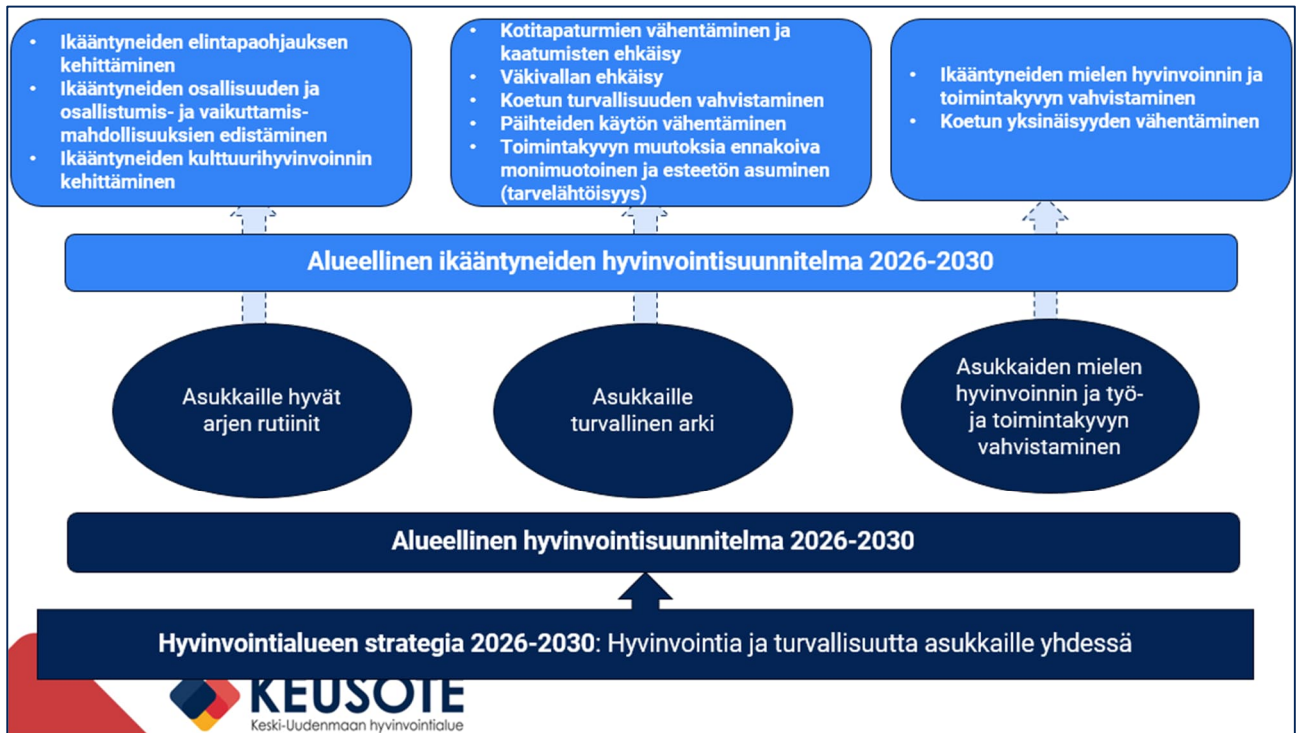 • Ikääntyneiden elintapaohjauksen
kehittäminen
• Ikääntyneiden osallisuuden ja
osallistumis- ja vaikuttamis-
mahdollisuuksien edistäminen
• Ikääntyneiden kulttuurihyvinvoinnin
kehittäminen
• Kotitapaturmien vähentäminen ja
kaatumisten ehkäisy
• Väkivallan ehkäisy
• Koetun turvallisuuden vahvistaminen
• Päihteiden käytön vähentäminen
• Toimintakyvyn muutoksia ennakoiva
monimuotoinen ja esteetön asuminen
(tarvelähtöisyys)
• Ikääntyneiden mielen hyvinvoinnin ja
toimintakyvyn vahvistaminen
• Koetun yksinäisyyden vähentäminen
Alueellinen ikääntyneiden hyvinvointisuunnitelma 2026-2030
Asukkaille hyvät
arjen rutiinit
Asukkaille
turvallinen arki
Asukkaiden mielen
hyvinvoinnin ja työ-
ja toimintakyvyn
vahvistaminen
Alueellinen hyvinvointisuunnitelma 2026-2030
Hyvinvointialueen strategia 2026-2030: Hyvinvointia ja turvallisuutta asukkaille yhdessä
KEUSOTE
Keski-Uudenmaan hyvinvointialue